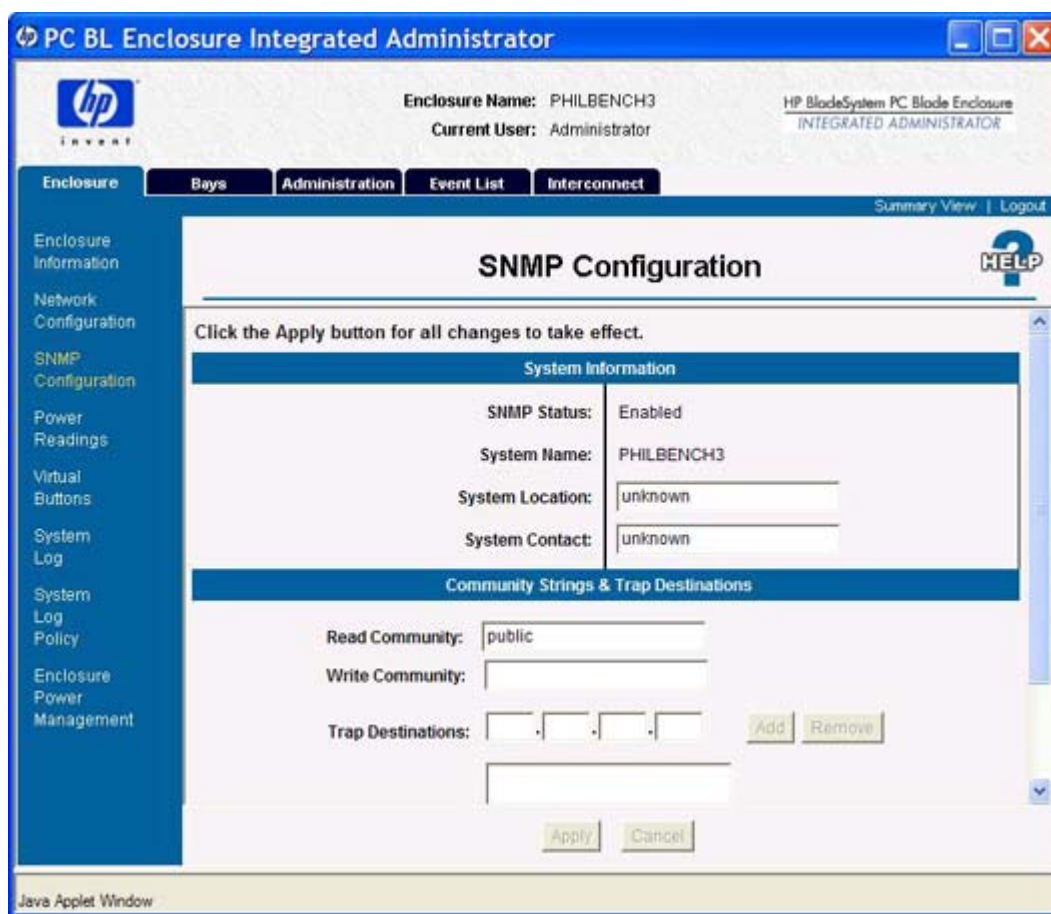 PC BL Enclosure Integrated Administrator
hp
invent
Enclosure Name: PHILBENCH3
Current User: Administrator
HP BladeSystem PC Blade Enclosure
INTEGRATED ADMINISTRATOR
Enclosure Bays Administration Event List Interconnect
Summary View | Logout
Enclosure
Information
Network
Configuration
SNMP
Configuration
Power
Readings
Virtual
Buttons
System
Log
System
Log
Policy
Enclosure
Power
Management
SNMP Configuration
? HELP
Click the Apply button for all changes to take effect.
System Information
SNMP Status: Enabled
System Name: PHILBENCH3
System Location: unknown
System Contact: unknown
Community Strings & Trap Destinations
Read Community: public
Write Community:
Trap Destinations: . . . Add Remove
Apply Cancel
Java Applet Window